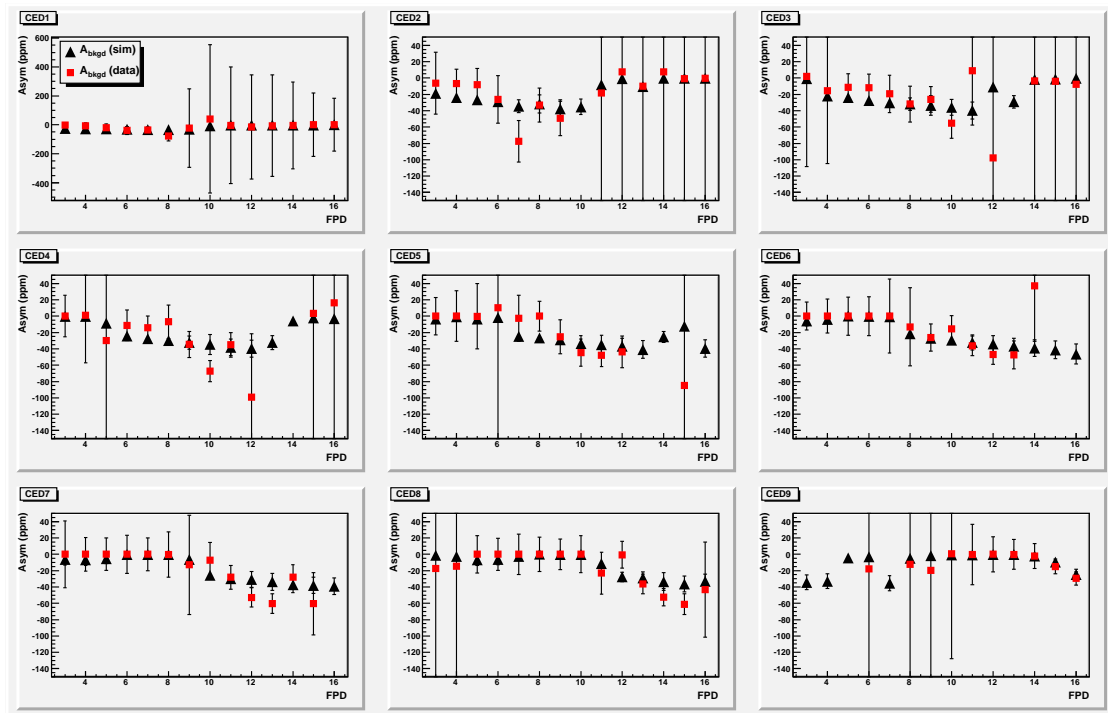 CED1
Asym (ppm)
600
400
200
0
-200
-400
A bkgd (sim)
A bkgd (data)
4 6 8 10 12 14 16
FPD
CED2
Asym (ppm)
40
20
0
-20
-40
-60
-80
-100
-120
-140
4 6 8 10 12 14 16
FPD
CED3
Asym (ppm)
40
20
0
-20
-40
-60
-80
-100
-120
-140
4 6 8 10 12 14 16
FPD
CED4
Asym (ppm)
40
20
0
-20
-40
-60
-80
-100
-120
-140
4 6 8 10 12 14 16
FPD
CED5
Asym (ppm)
40
20
0
-20
-40
-60
-80
-100
-120
-140
4 6 8 10 12 14 16
FPD
CED6
Asym (ppm)
40
20
0
-20
-40
-60
-80
-100
-120
-140
4 6 8 10 12 14 16
FPD
CED7
Asym (ppm)
40
20
0
-20
-40
-60
-80
-100
-120
-140
4 6 8 10 12 14 16
FPD
CED8
Asym (ppm)
40
20
0
-20
-40
-60
-80
-100
-120
-140
4 6 8 10 12 14 16
FPD
CED9
Asym (ppm)
40
20
0
-20
-40
-60
-80
-100
-120
-140
4 6 8 10 12 14 16
FPD